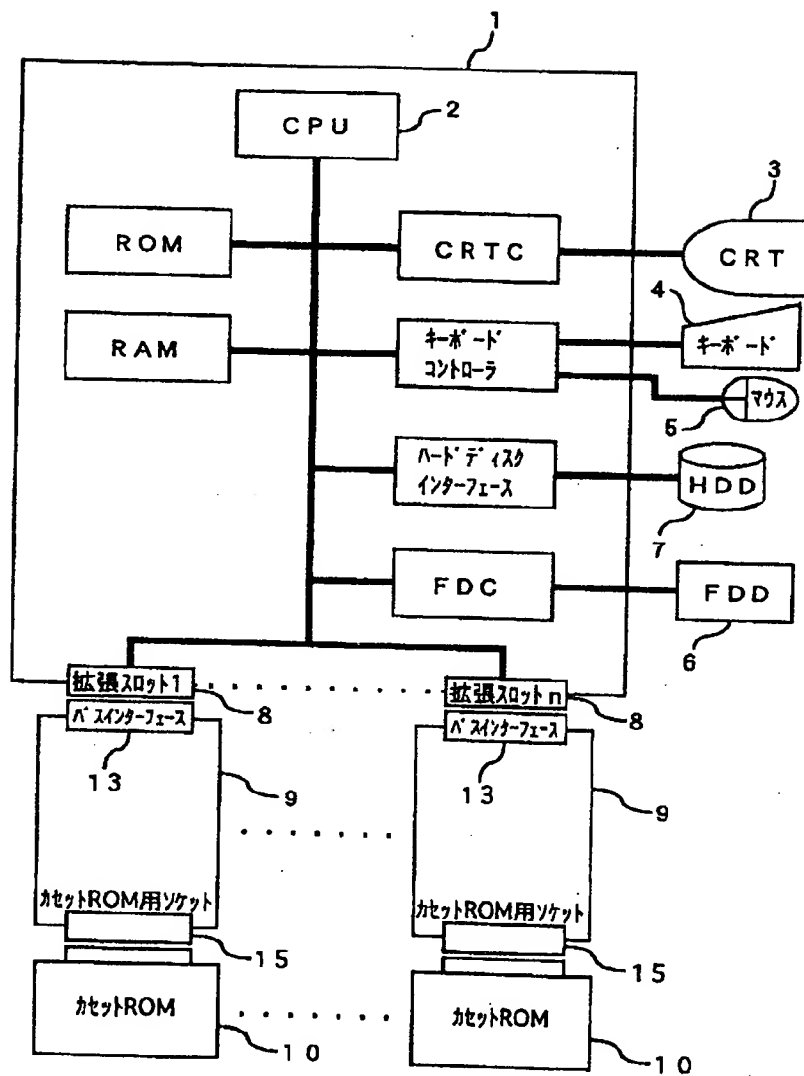 1
CPU
2
3
ROM
CRTC
CRT
4
RAM
キーボード
コントローラ
キーボード
マウス
5
ハードディスク
インターフェース
HDD
7
FDC
FDD
6
拡張スロット1
拡張スロットn
8
8
バスインターフェース
バスインターフェース
13
13
9
9
カセットROM用ソケット
カセットROM用ソケット
15
15
カセットROM
カセットROM
10
10